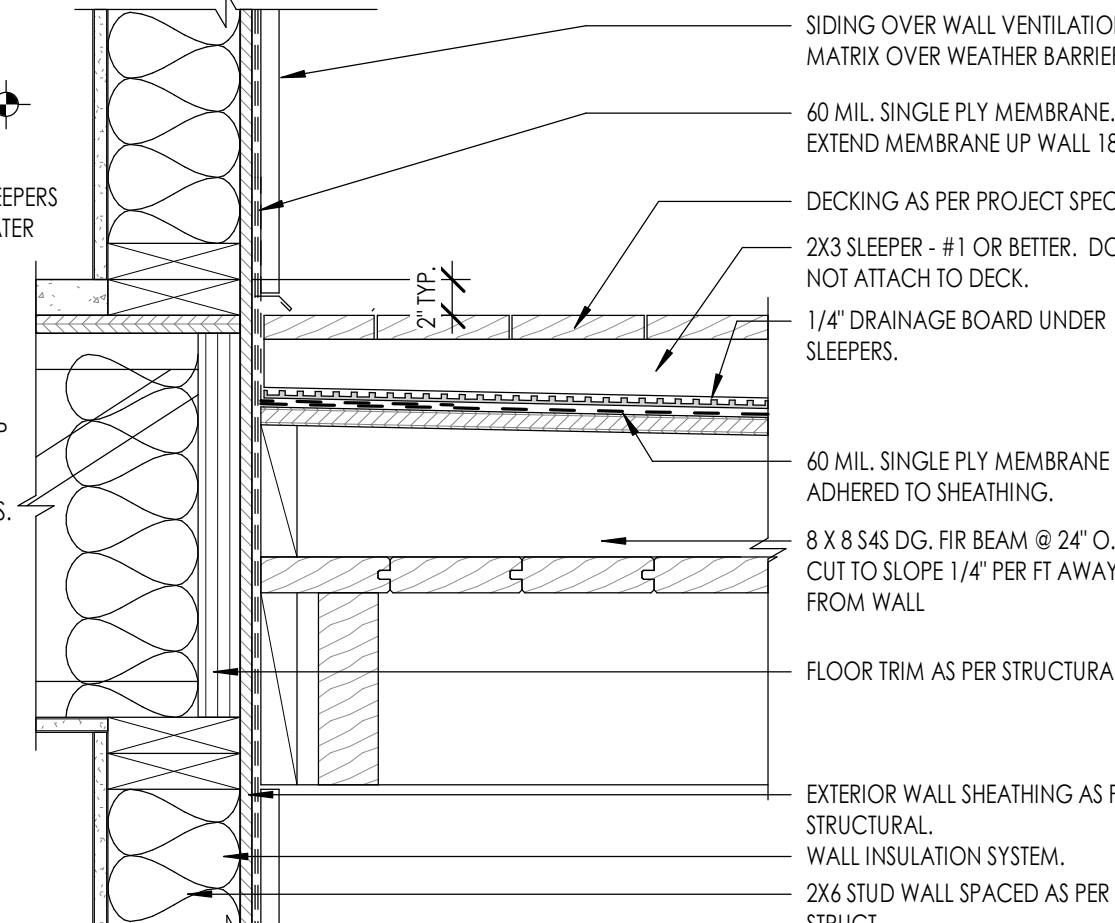 SIDING OVER WALL VENTILATION
MATRIX OVER WEATHER BARRIER
60 MIL. SINGLE PLY MEMBRANE.
EXTEND MEMBRANE UP WALL 18
DECKING AS PER PROJECT SPEC
2X3 SLEEPER - #1 OR BETTER. DO
NOT ATTACH TO DECK.
1/4" DRAINAGE BOARD UNDER
SLEEPERS.
60 MIL. SINGLE PLY MEMBRANE
ADHERED TO SHEATHING.
8 X 8 S4S DG. FIR BEAM @ 24" O.
CUT TO SLOPE 1/4" PER FT AWAY
FROM WALL
FLOOR TRIM AS PER STRUCTURA
EXTERIOR WALL SHEATHING AS
STRUCTURAL.
WALL INSULATION SYSTEM.
2X6 STUD WALL SPACED AS PER
STRUCT
2" TYP.
EEPERS
ATER
P
S.